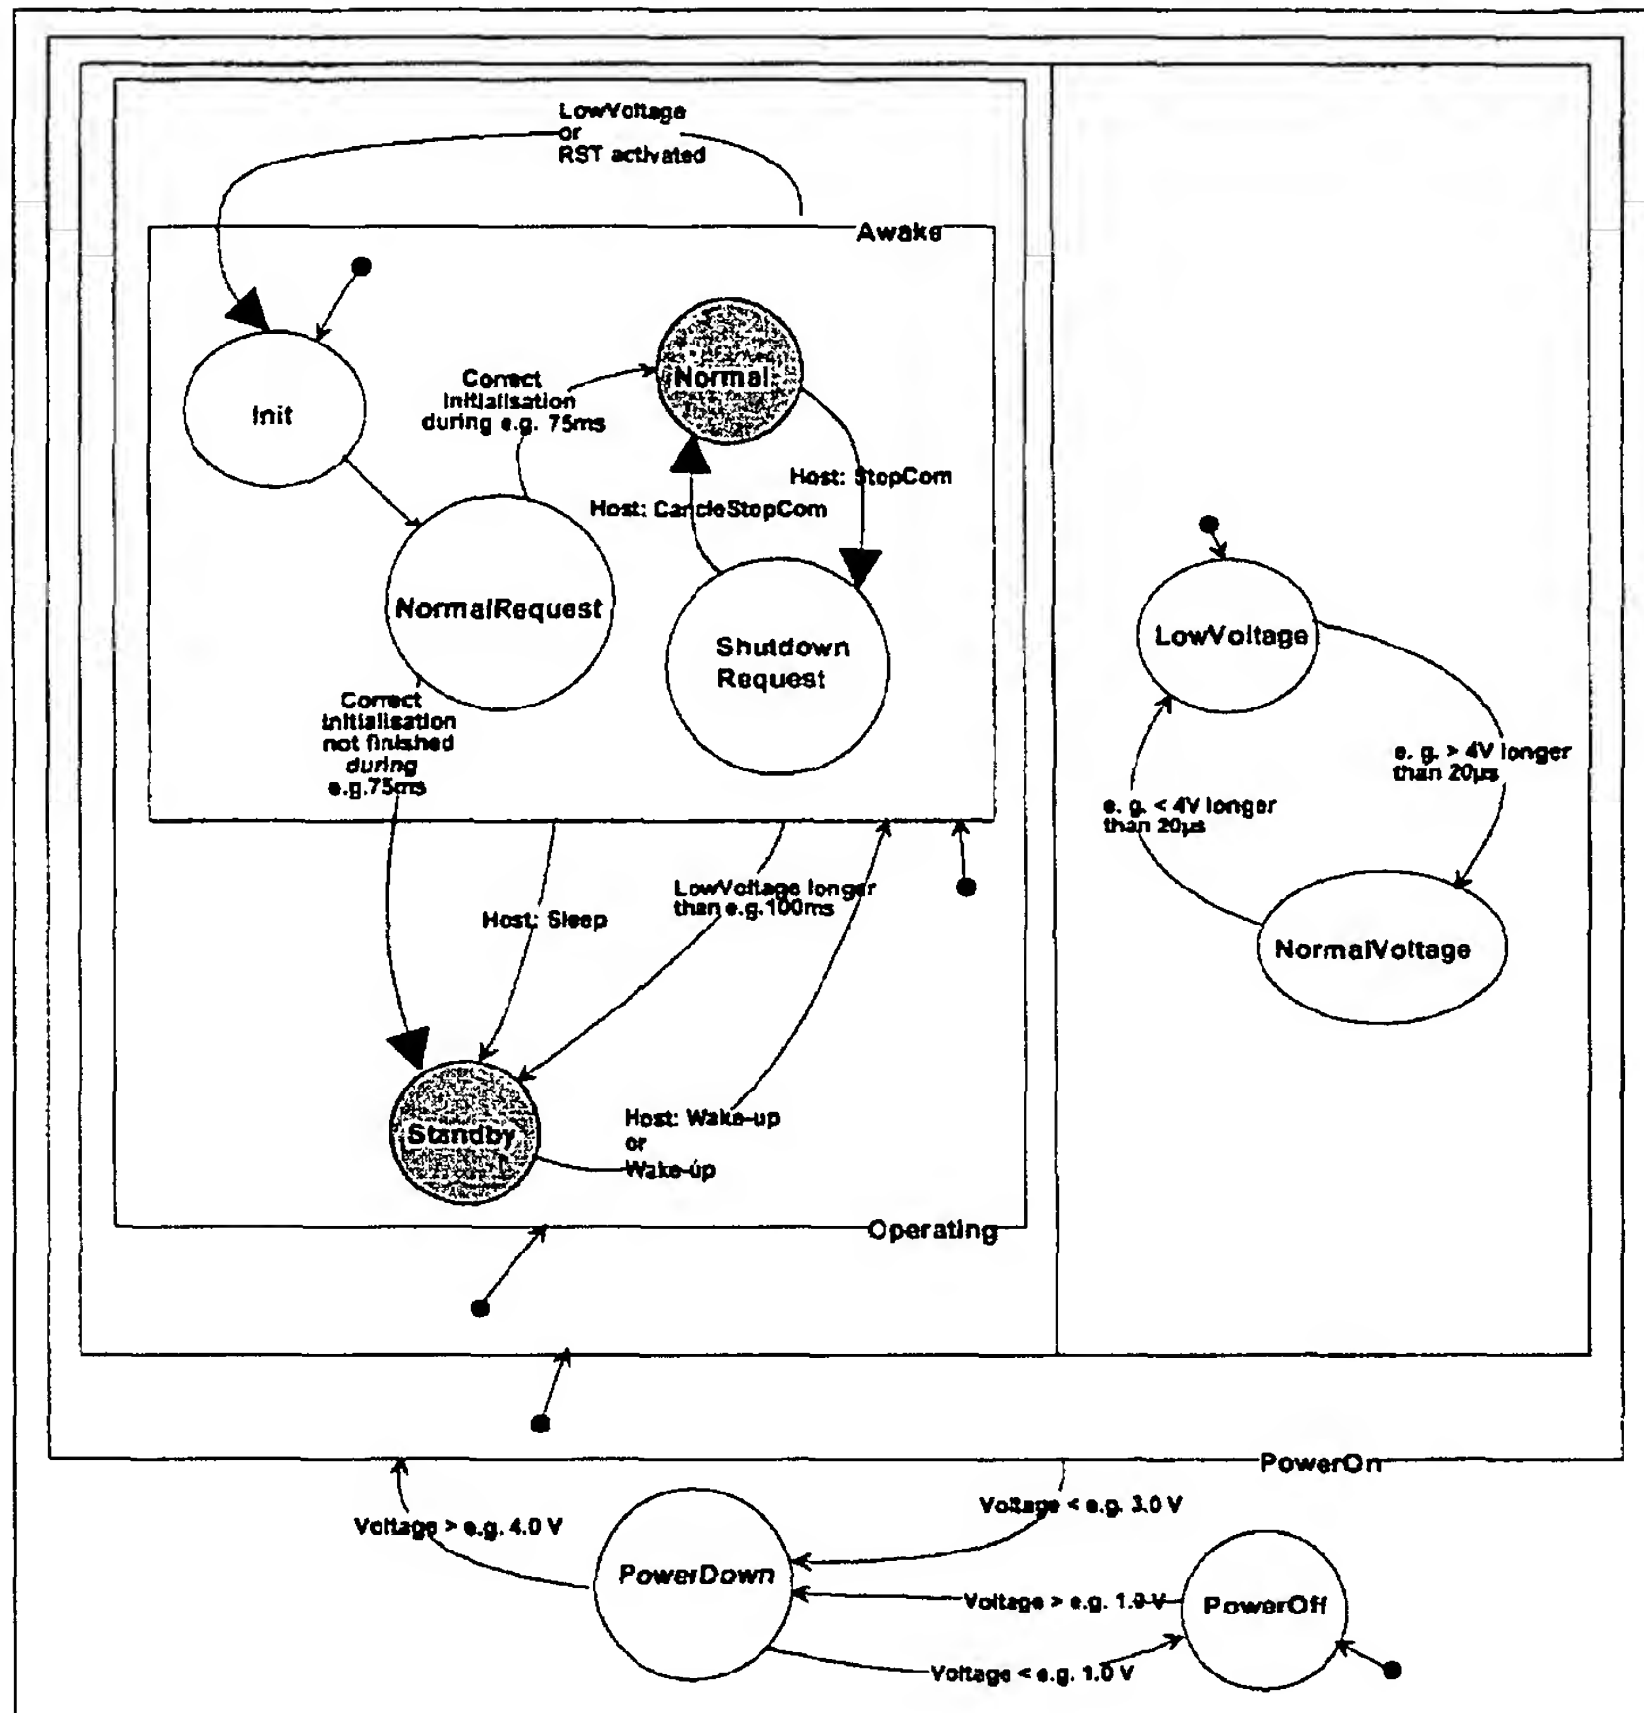 LowVoltage
or
RST activated
Awake
Init
Correct
Initialisation
during e.g. 75ms
Normal
Host: StopCom
Host: CancleStopCom
NormalRequest
Shutdown
Request
Correct
Initialisation
not finished
during
e.g.75ms
Host: Sleep
LowVoltage longer
than e.g.100ms
Standby
Host: Wake-up
or
Wake-up
Operating
LowVoltage
e. g. > 4V longer
than 20µs
e. g. < 4V longer
than 20µs
NormalVoltage
PowerOn
Voltage > e.g. 4.0 V
Voltage < e.g. 3.0 V
PowerDown
Voltage > e.g. 1.0 V
PowerOff
Voltage < e.g. 1.0 V